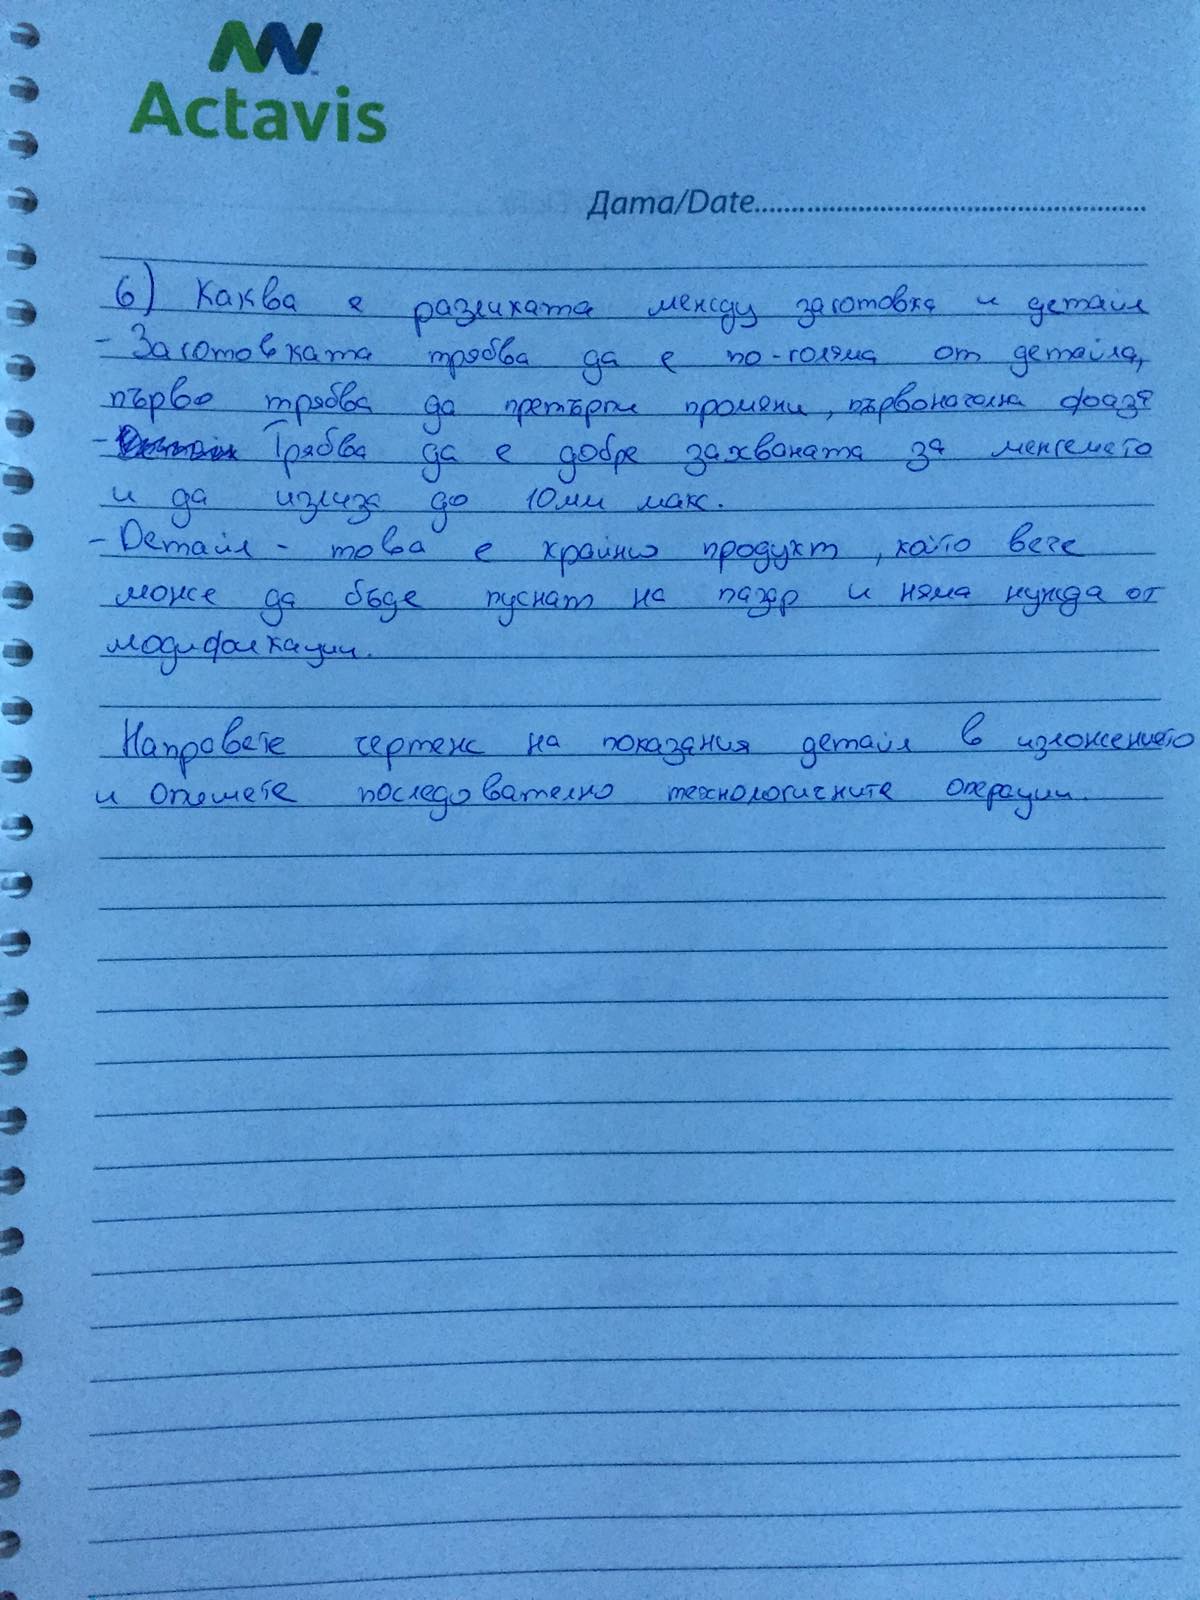 Actavis
Дата/Date
6) Каква е разликата между заготовка и детайл
- Заготовката трябва да е по-голяма от детайла,
първо трябва да претърпи промени, първоначална фаза
- Трябва да е добре захваната за менгемето
и да излиза до 10мм макс.
- Детайл - това е крайно продукт, който вече
може да бъде пуснат на пазар и няма нужда от
модификации.
Направете чертеж на показания детайл в изложението
и опишете последователно технологичните операции.